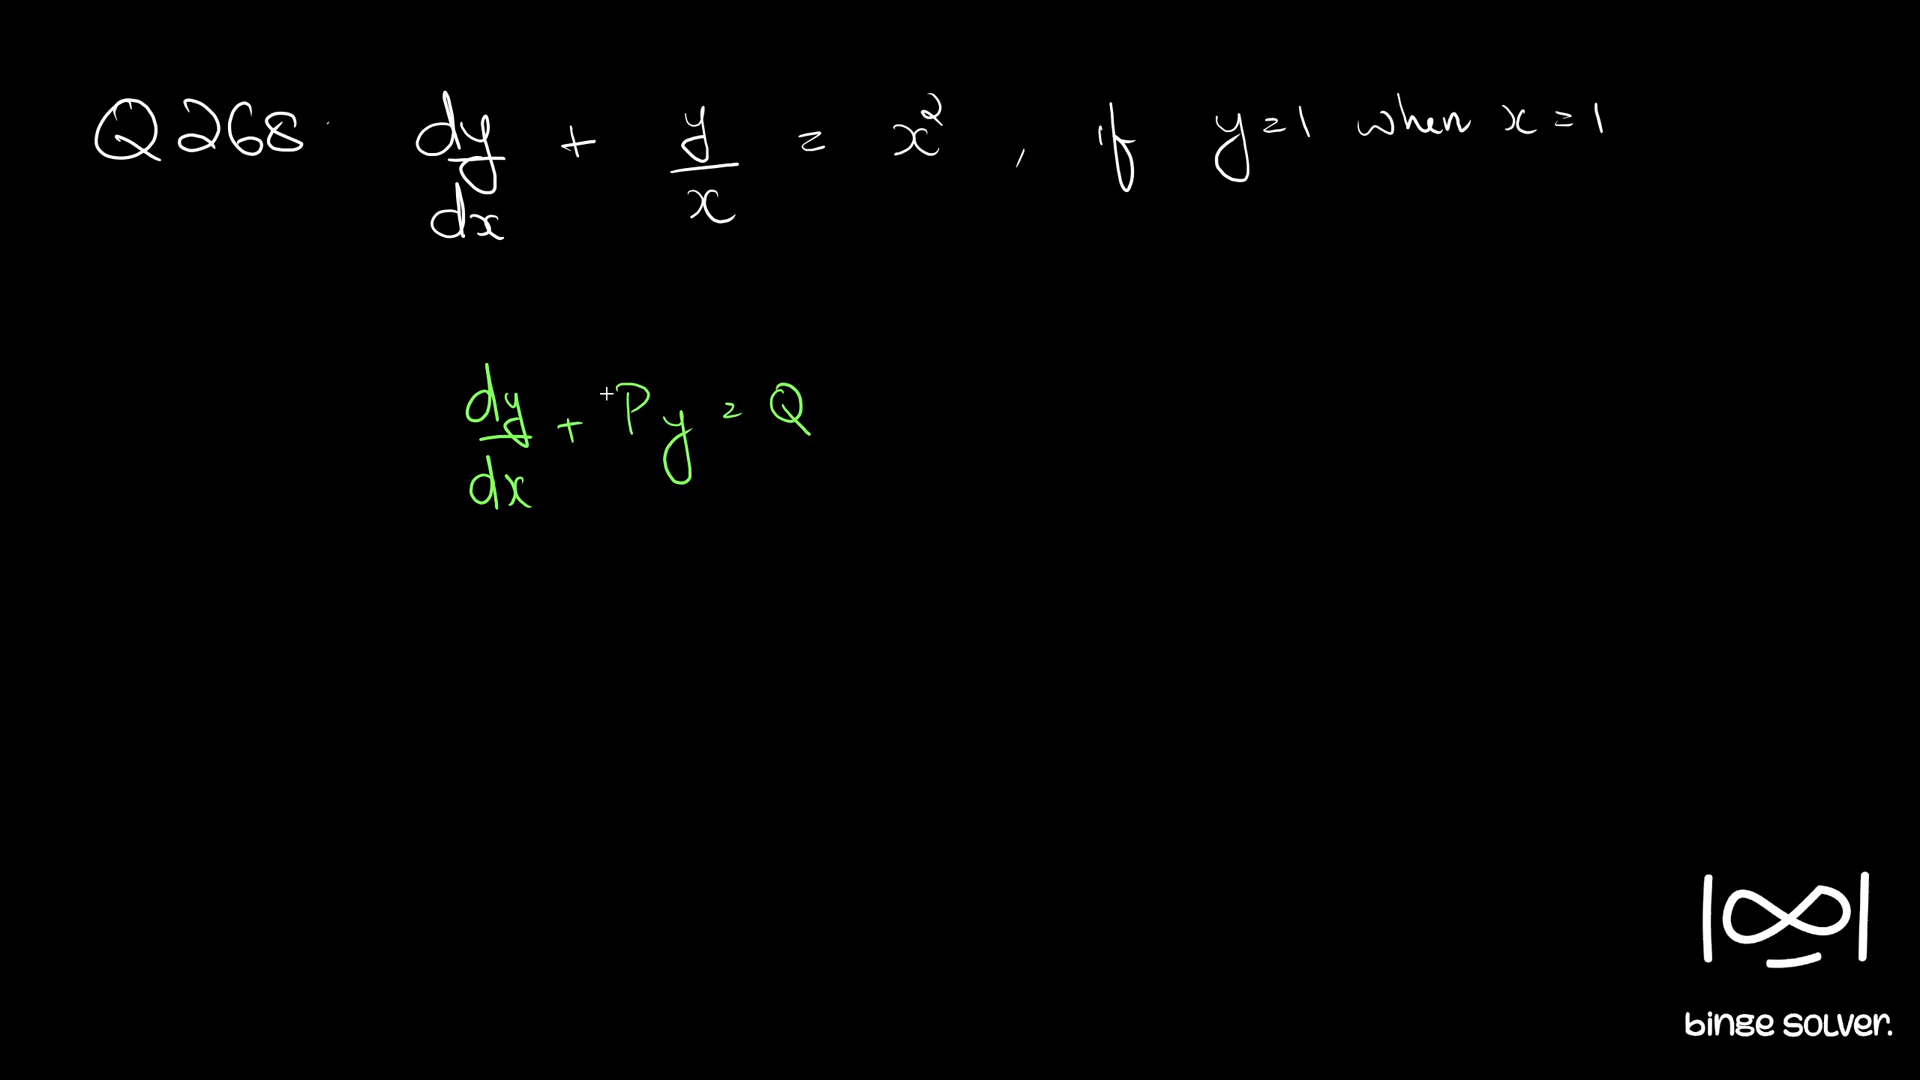 Q268. dy/dx + y/x = x², if y=1 when x=1
dy/dx + Py = Q
binge solver.